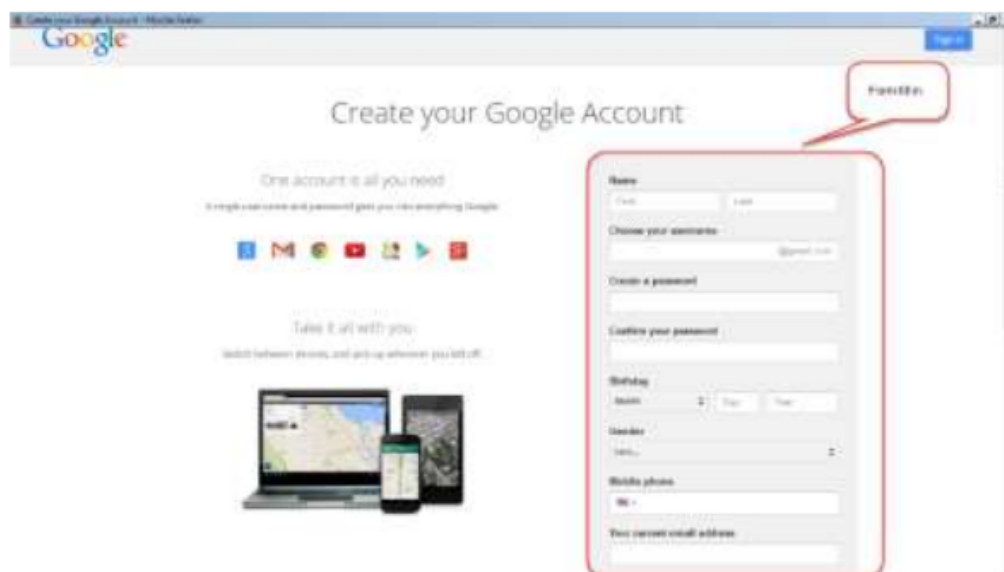 Create your Google Account - Mozilla Firefox
Google
Sign in
Create your Google Account
One account is all you need
A single username and password gets you into everything Google.
Take it all with you
Switch between devices, and pick up wherever you left off.
Name
First Last
Choose your username
@gmail.com
Create a password
Confirm your password
Birthday
Month Day Year
Gender
I am...
Mobile phone
Your current email address